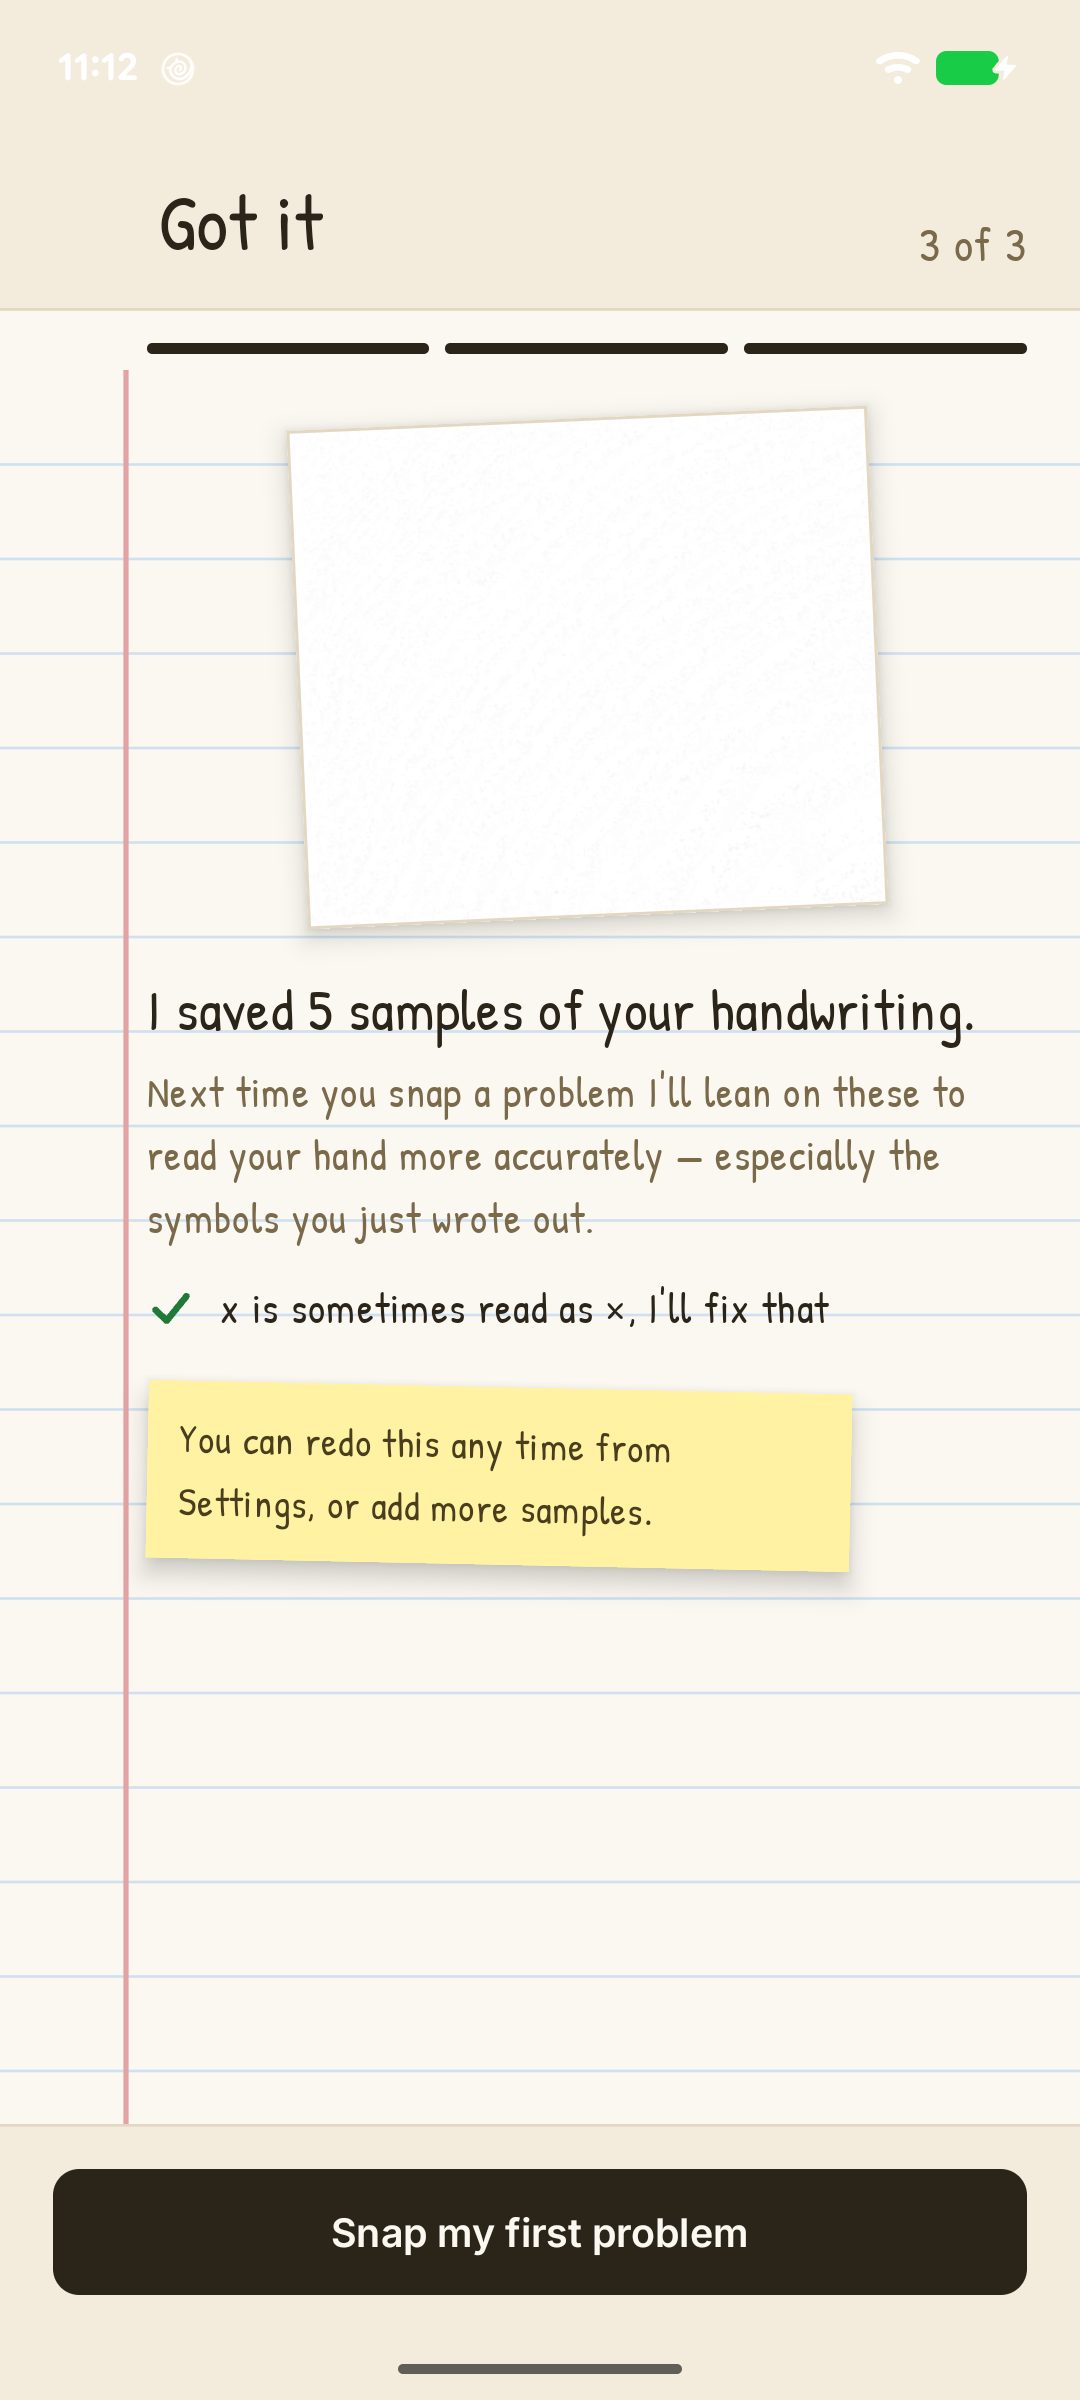 11:12
Got it
3 of 3
I saved 5 samples of your handwriting.
Next time you snap a problem I'll lean on these to
read your hand more accurately — especially the
symbols you just wrote out.
x is sometimes read as ×, I'll fix that
You can redo this any time from
Settings, or add more samples.
Snap my first problem